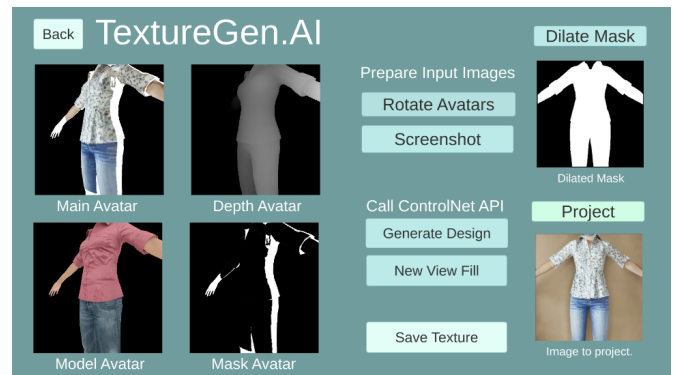 Back
TextureGen.AI
Dilate Mask
Prepare Input Images
Rotate Avatars
Screenshot
Dilated Mask
Main Avatar
Depth Avatar
Call ControlNet API
Project
Generate Design
New View Fill
Save Texture
Image to project.
Model Avatar
Mask Avatar